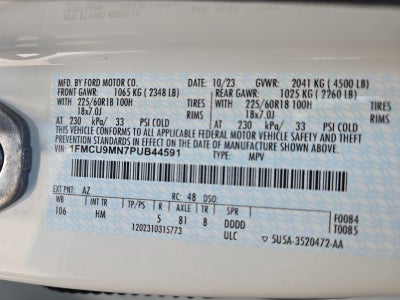 MFD. BY FORD MOTOR CO. 10/23 GVWR: 2041 KG ( 4500 LB)
FRONT GAWR: 1065 KG ( 2348 LB) REAR GAWR: 1025 KG ( 2260 LB)
WITH 225/60R18 100H TIRES WITH 225/60R18 100H TIRES
18x7.0J RIMS 18x7.0J RIMS
AT 230 kPa/ 33 PSI COLD AT 230 kPa/ 33 PSI COLD
THIS VEHICLE CONFORMS TO ALL APPLICABLE FEDERAL MOTOR VEHICLE SAFETY, BUMPER, AND THEFT
PREVENTION STANDARDS IN EFFECT ON THE DATE OF MANUFACTURE SHOWN ABOVE.
VIN: 1FMCU9MN7PUB44591 TYPE: MPV
EXT PNT: AZ RC: 48 DSO:
WB INT TR TP/PS R AXLE TR SPR
106 HM 5 81 8 DDDD F0084
1202310315773 ULC T0085
5U5A-3520472-AA